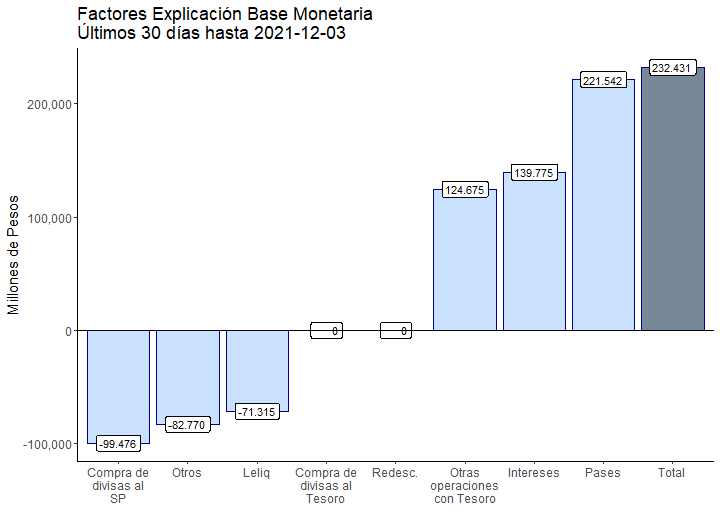 Factores Explicación Base Monetaria
Últimos 30 días hasta 2021-12-03
Millones de Pesos
200,000
100,000
0
-100,000
-99.476
-82.770
-71.315
0
0
124.675
139.775
221.542
232.431
Compra de
divisas al
SP
Otros
Leliq
Compra de
divisas al
Tesoro
Redesc.
Otras
operaciones
con Tesoro
Intereses
Pases
Total